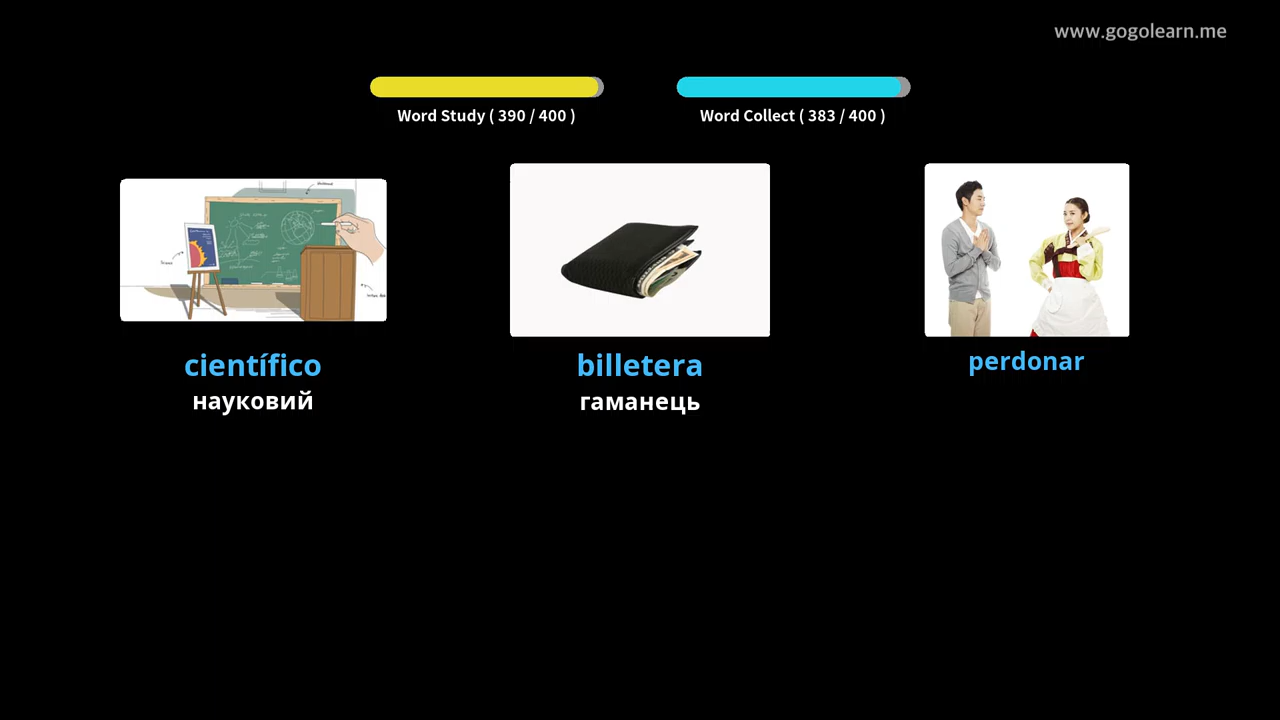 www.gogolearn.me
Word Study ( 390 / 400 )
Word Collect ( 383 / 400 )
científico
науковий
billetera
гаманець
perdonar